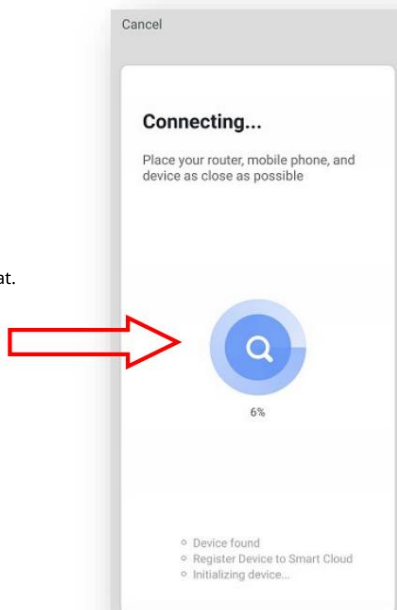 Cancel
Connecting...
Place your router, mobile phone, and
device as close as possible
at.
6%
Device found
Register Device to Smart Cloud
Initializing device...